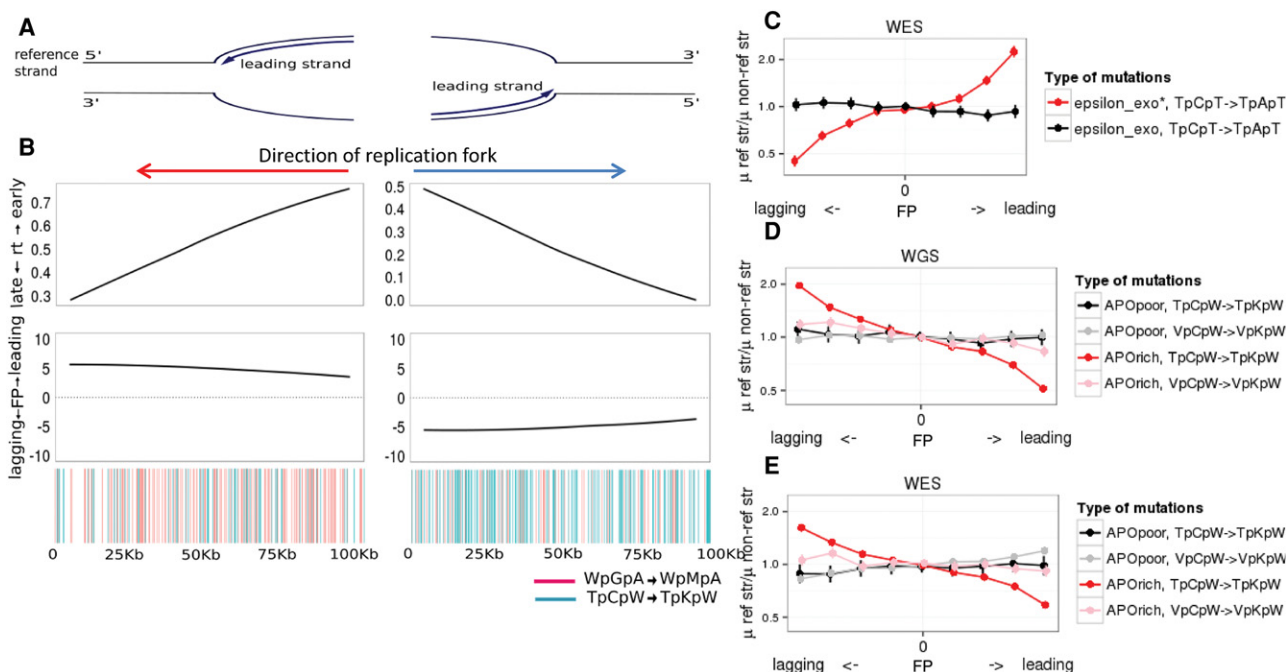 A
reference
strand
5'
3'
leading strand
leading strand
3'
5'
B
Direction of replication fork
late ← rt → early
0.7
0.6
0.5
0.4
0.3
0.5
0.4
0.3
0.2
0.1
0.0
lagging←FP→leading
10
5
0
-5
-10
10
5
0
-5
-10
0 25Kb 50Kb 75Kb 100Kb
0 25Kb 50Kb 75Kb 100Kb
WpGpA→WpMpA
TpCpW→TpKpW
C
WES
μ ref str/μ non-ref str
2.0
1.0
0.5
0
lagging <- FP -> leading
Type of mutations
epsilon_exo*, TpCpT->TpApT
epsilon_exo, TpCpT->TpApT
D
WGS
μ ref str/μ non-ref str
2.0
1.0
0.5
0
lagging <- FP -> leading
Type of mutations
APOpoor, TpCpW->TpKpW
APOpoor, VpCpW->VpKpW
APOrich, TpCpW->TpKpW
APOrich, VpCpW->VpKpW
E
WES
μ ref str/μ non-ref str
2.0
1.0
0.5
0
lagging <- FP -> leading
Type of mutations
APOpoor, TpCpW->TpKpW
APOpoor, VpCpW->VpKpW
APOrich, TpCpW->TpKpW
APOrich, VpCpW->VpKpW